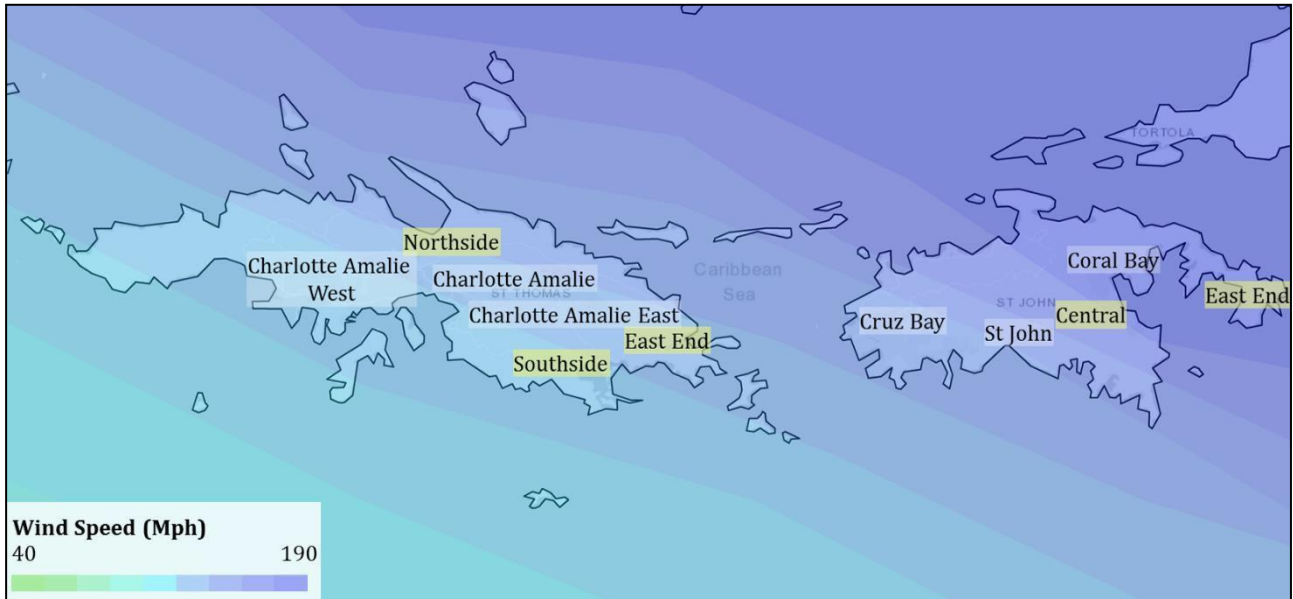 TORTOLA
Northside
Charlotte Amalie
West
Charlotte Amalie
ST THOMAS
Charlotte Amalie East
East End
Southside
Caribbean
Sea
Coral Bay
East End
ST JOHN
Central
Cruz Bay
St John
Wind Speed (Mph)
40 190